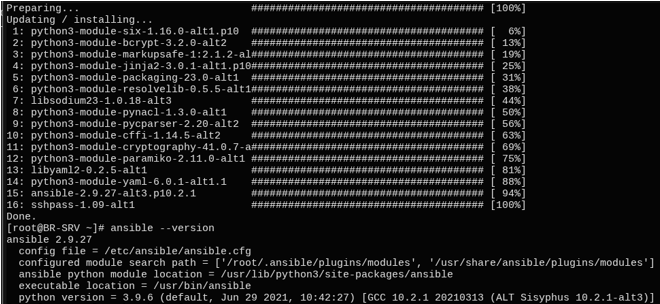 Preparing...                          ####################################### [100%]
Updating / installing...
 1: python3-module-six-1.16.0-alt1.p10  ####################################### [  6%]
 2: python3-module-bcrypt-3.2.0-alt2    ####################################### [ 13%]
 3: python3-module-markupsafe-1:2.1.2-al####################################### [ 19%]
 4: python3-module-jinja2-3.0.1-alt1.p10####################################### [ 25%]
 5: python3-module-packaging-23.0-alt1  ####################################### [ 31%]
 6: python3-module-resolvelib-0.5.5-alt1####################################### [ 38%]
 7: libsodium23-1.0.18-alt3             ####################################### [ 44%]
 8: python3-module-pynacl-1.3.0-alt1    ####################################### [ 50%]
 9: python3-module-pycparser-2.20-alt2  ####################################### [ 56%]
10: python3-module-cffi-1.14.5-alt2     ####################################### [ 63%]
11: python3-module-cryptography-41.0.7-a####################################### [ 69%]
12: python3-module-paramiko-2.11.0-alt1 ####################################### [ 75%]
13: libyaml2-0.2.5-alt1                 ####################################### [ 81%]
14: python3-module-yaml-6.0.1-alt1.1    ####################################### [ 88%]
15: ansible-2.9.27-alt3.p10.2.1         ####################################### [ 94%]
16: sshpass-1.09-alt1                   ####################################### [100%]
Done.
[root@BR-SRV ~]# ansible --version
ansible 2.9.27
  config file = /etc/ansible/ansible.cfg
  configured module search path = ['/root/.ansible/plugins/modules', '/usr/share/ansible/plugins/modules']
  ansible python module location = /usr/lib/python3/site-packages/ansible
  executable location = /usr/bin/ansible
  python version = 3.9.6 (default, Jun 29 2021, 10:42:27) [GCC 10.2.1 20210313 (ALT Sisyphus 10.2.1-alt3)]